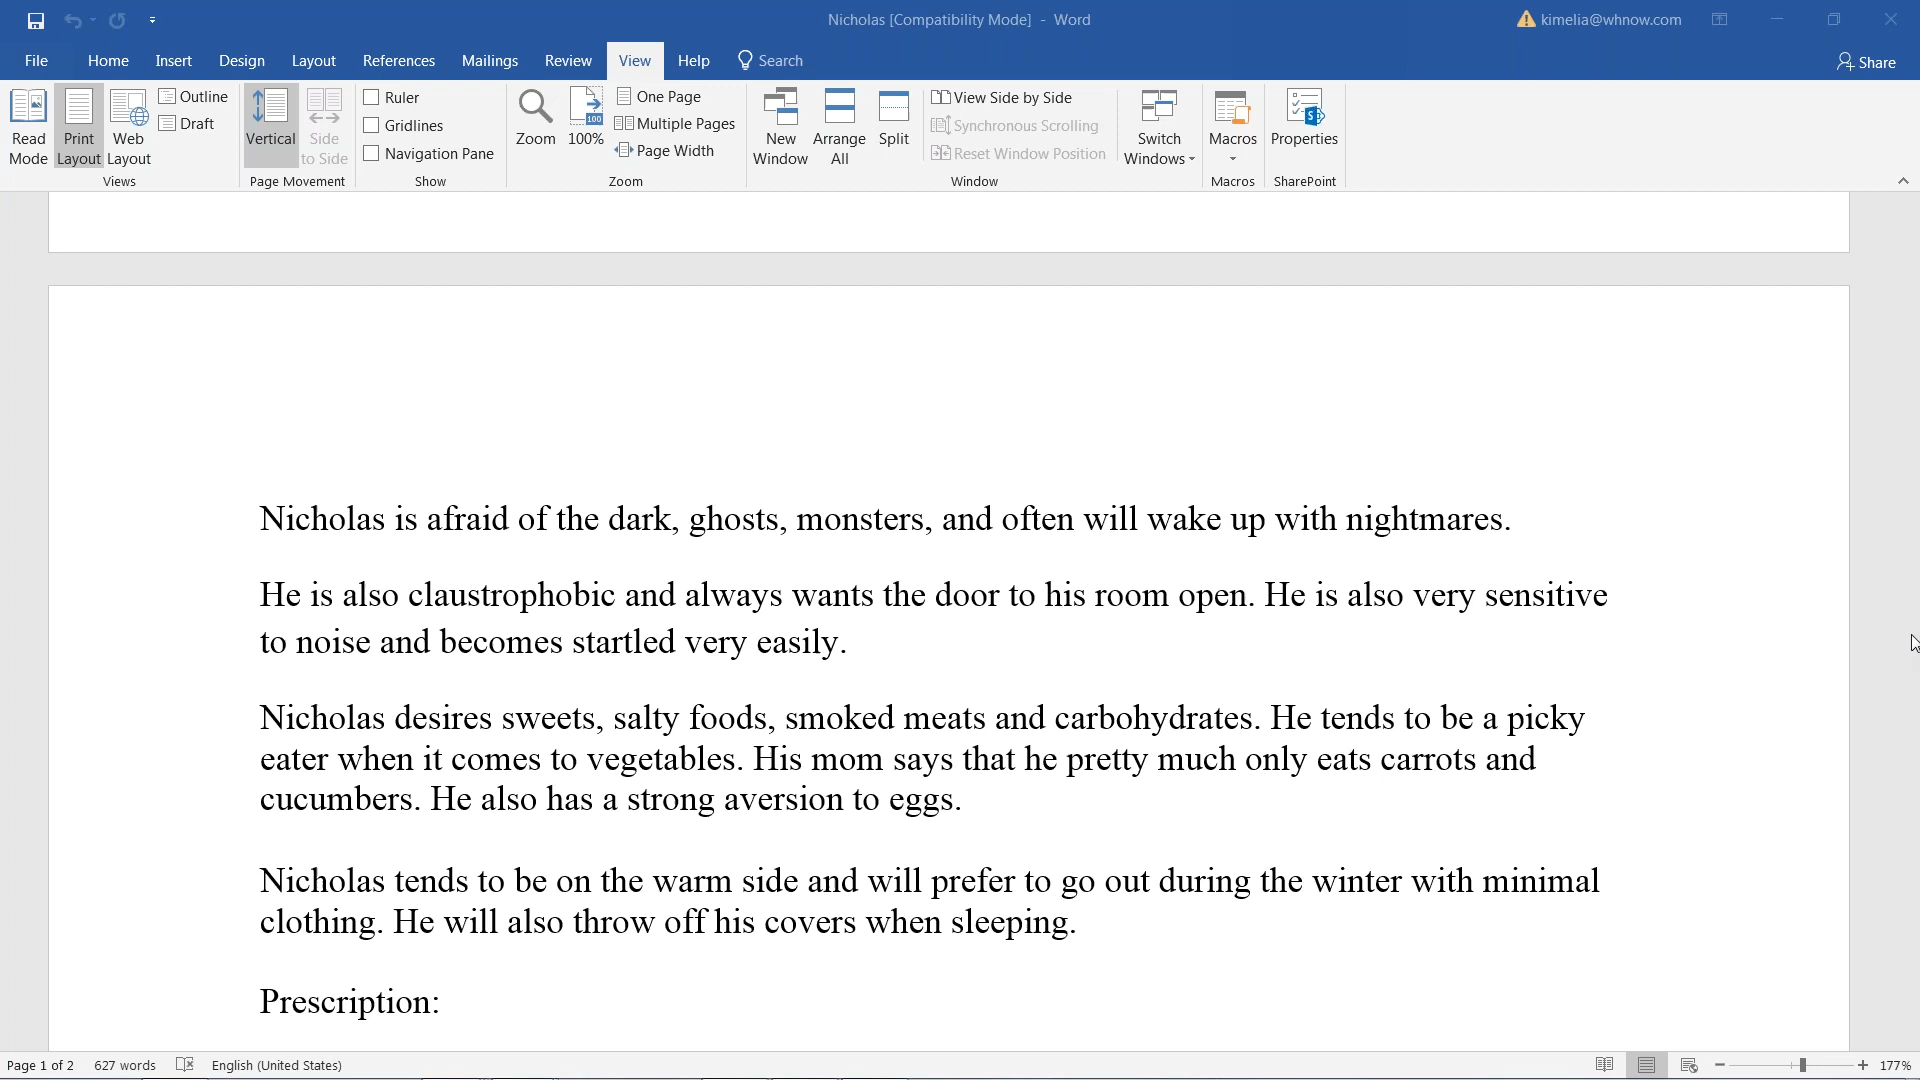 Nicholas [Compatibility Mode] - Word
kimelia@whnow.com
File Home Insert Design Layout References Mailings Review View Help Search
Share
Read Mode
Print Layout
Web Layout
Outline
Draft
Views
Vertical
Side to Side
Page Movement
Ruler
Gridlines
Navigation Pane
Show
Zoom
100
100%
One Page
Multiple Pages
Page Width
Zoom
New Window
Arrange All
Split
View Side by Side
Synchronous Scrolling
Reset Window Position
Switch Windows
Window
Macros
Macros
Properties
SharePoint
Nicholas is afraid of the dark, ghosts, monsters, and often will wake up with nightmares.
He is also claustrophobic and always wants the door to his room open. He is also very sensitive
to noise and becomes startled very easily.
Nicholas desires sweets, salty foods, smoked meats and carbohydrates. He tends to be a picky
eater when it comes to vegetables. His mom says that he pretty much only eats carrots and
cucumbers. He also has a strong aversion to eggs.
Nicholas tends to be on the warm side and will prefer to go out during the winter with minimal
clothing. He will also throw off his covers when sleeping.
Prescription:
Page 1 of 2 627 words English (United States)
177%